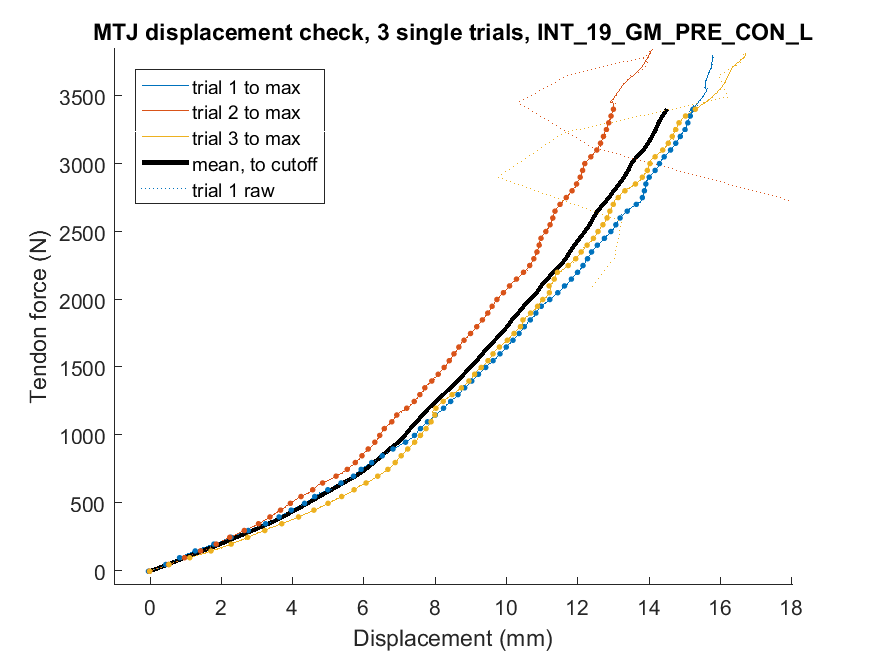 MTJ displacement check, 3 single trials, INT_19_GM_PRE_CON_L
trial 1 to max
trial 2 to max
trial 3 to max
mean, to cutoff
trial 1 raw
3500
3000
2500
2000
1500
1000
500
0
Tendon force (N)
0 2 4 6 8 10 12 14 16 18
Displacement (mm)